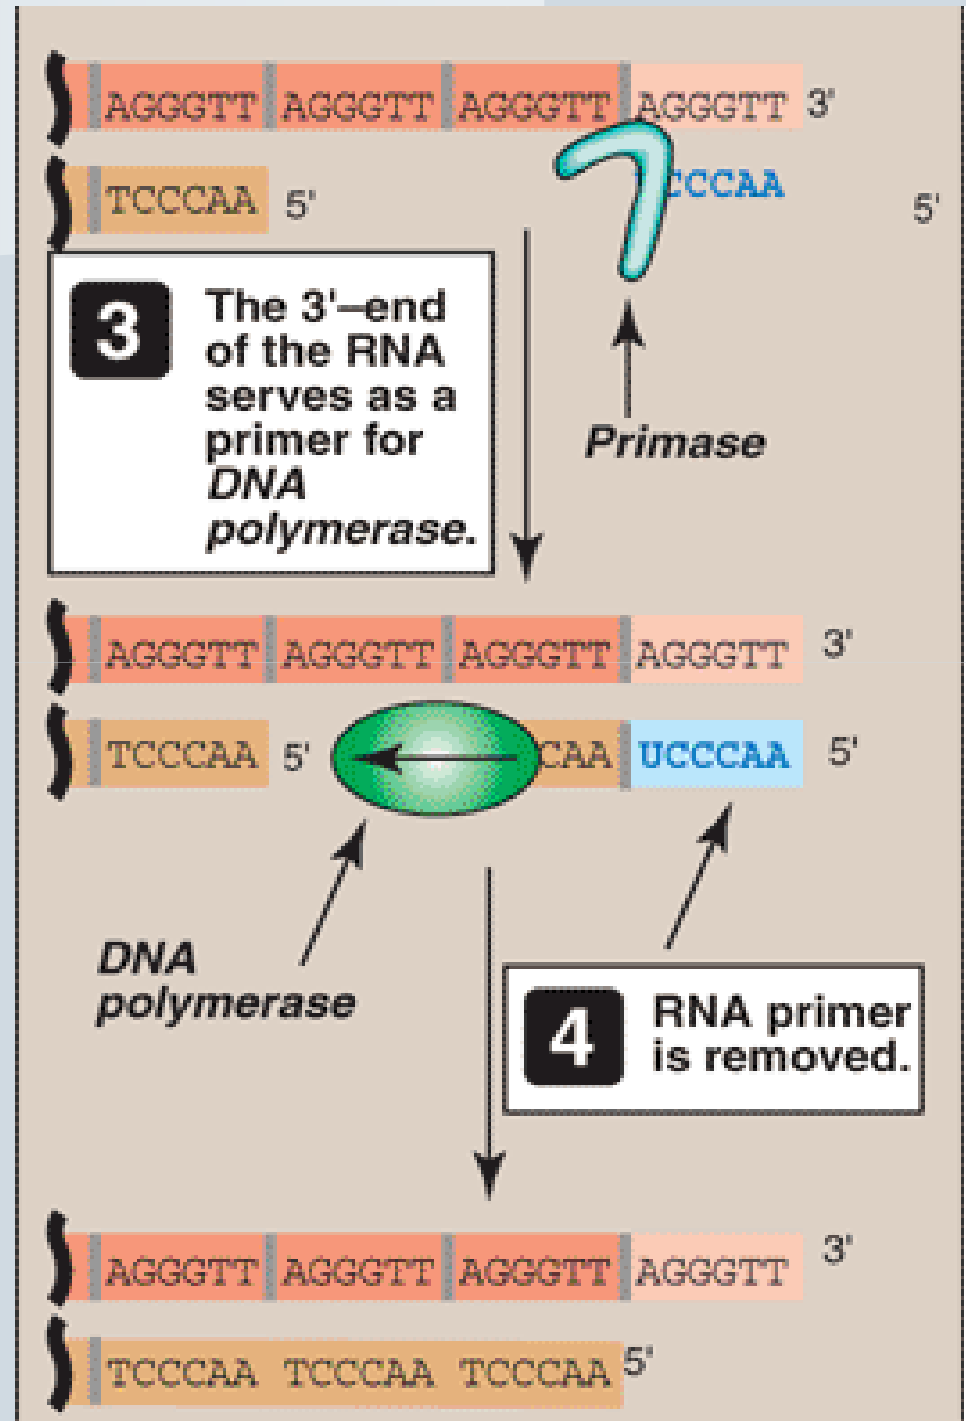 AGGGTT AGGGTT AGGGTT AGGGTT 3'
TCCCAA 5' CCCAA 5'
3 The 3'–end
of the RNA
serves as a
primer for
DNA
polymerase.
Primase
AGGGTT AGGGTT AGGGTT AGGGTT 3'
TCCCAA 5' CAA UCCCAA 5'
DNA
polymerase
4 RNA primer
is removed.
AGGGTT AGGGTT AGGGTT AGGGTT 3'
TCCCAA TCCCAA TCCCAA 5'